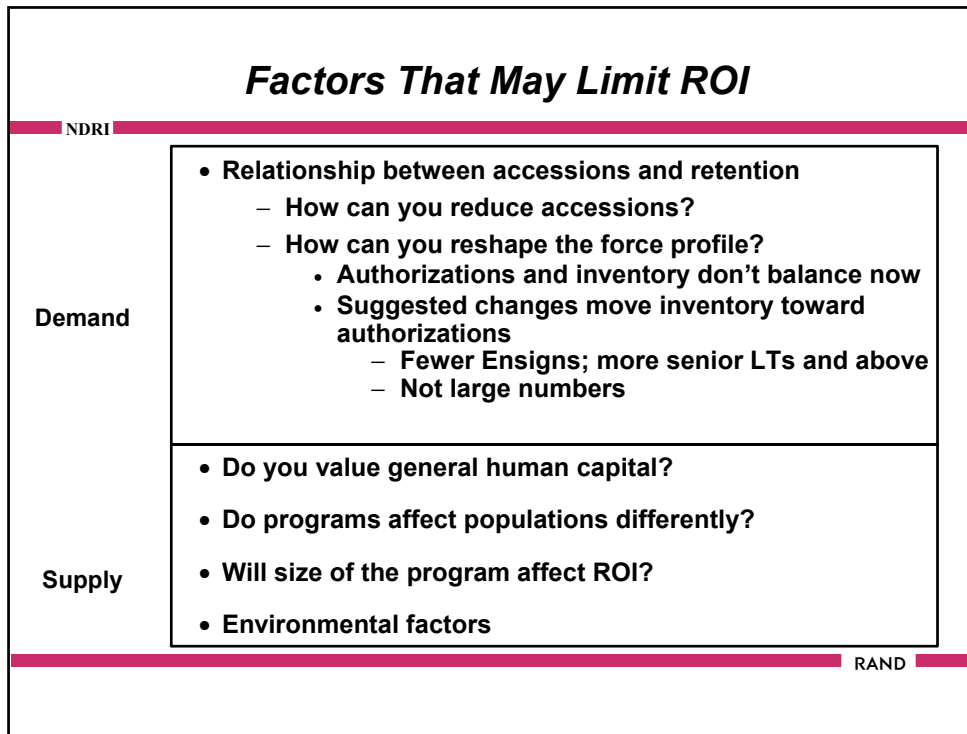 Factors That May Limit ROI
NDRI
Demand
• Relationship between accessions and retention
– How can you reduce accessions?
– How can you reshape the force profile?
• Authorizations and inventory don’t balance now
• Suggested changes move inventory toward
authorizations
– Fewer Ensigns; more senior LTs and above
– Not large numbers
Supply
• Do you value general human capital?
• Do programs affect populations differently?
• Will size of the program affect ROI?
• Environmental factors
RAND